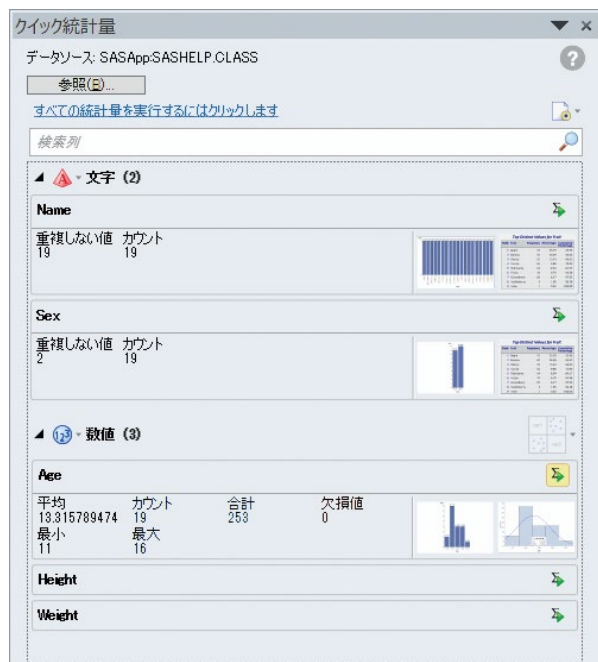 クイック統計量
データソース: SASApp:SASHELP.CLASS
参照(B)...
すべての統計量を実行するにはクリックします
検索列
文字 (2)
Name
重複しない値 カウント
19 19
Sex
重複しない値 カウント
2 19
123 数値 (3)
Age
平均 カウント 合計 欠損値
13.315789474 19 253 0
最小 最大
11 16
Height
Weight